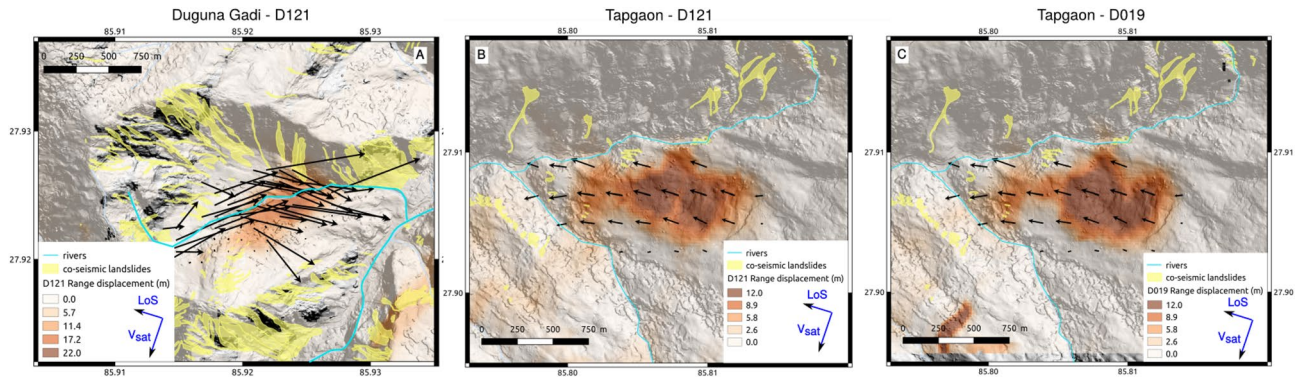 Duguna Gadi - D121
85.91 85.92 85.93
0 250 500 750 m
A
27.93
27.92
rivers
co-seismic landslides
D121 Range displacement (m)
0.0
5.7
11.4
17.2
22.0
LoS
Vsat
85.91 85.92 85.93
Tapgaon - D121
85.80 85.81
B
27.91
27.90
0 250 500 750 m
rivers
co-seismic landslides
D121 Range displacement (m)
12.0
8.9
5.8
2.6
0.0
LoS
Vsat
85.80 85.81
Tapgaon - D019
85.80 85.81
C
27.91
27.91
27.90
27.90
0 250 500 750 m
rivers
co-seismic landslides
D019 Range displacement (m)
12.0
8.9
5.8
2.6
0.0
LoS
Vsat
85.80 85.81